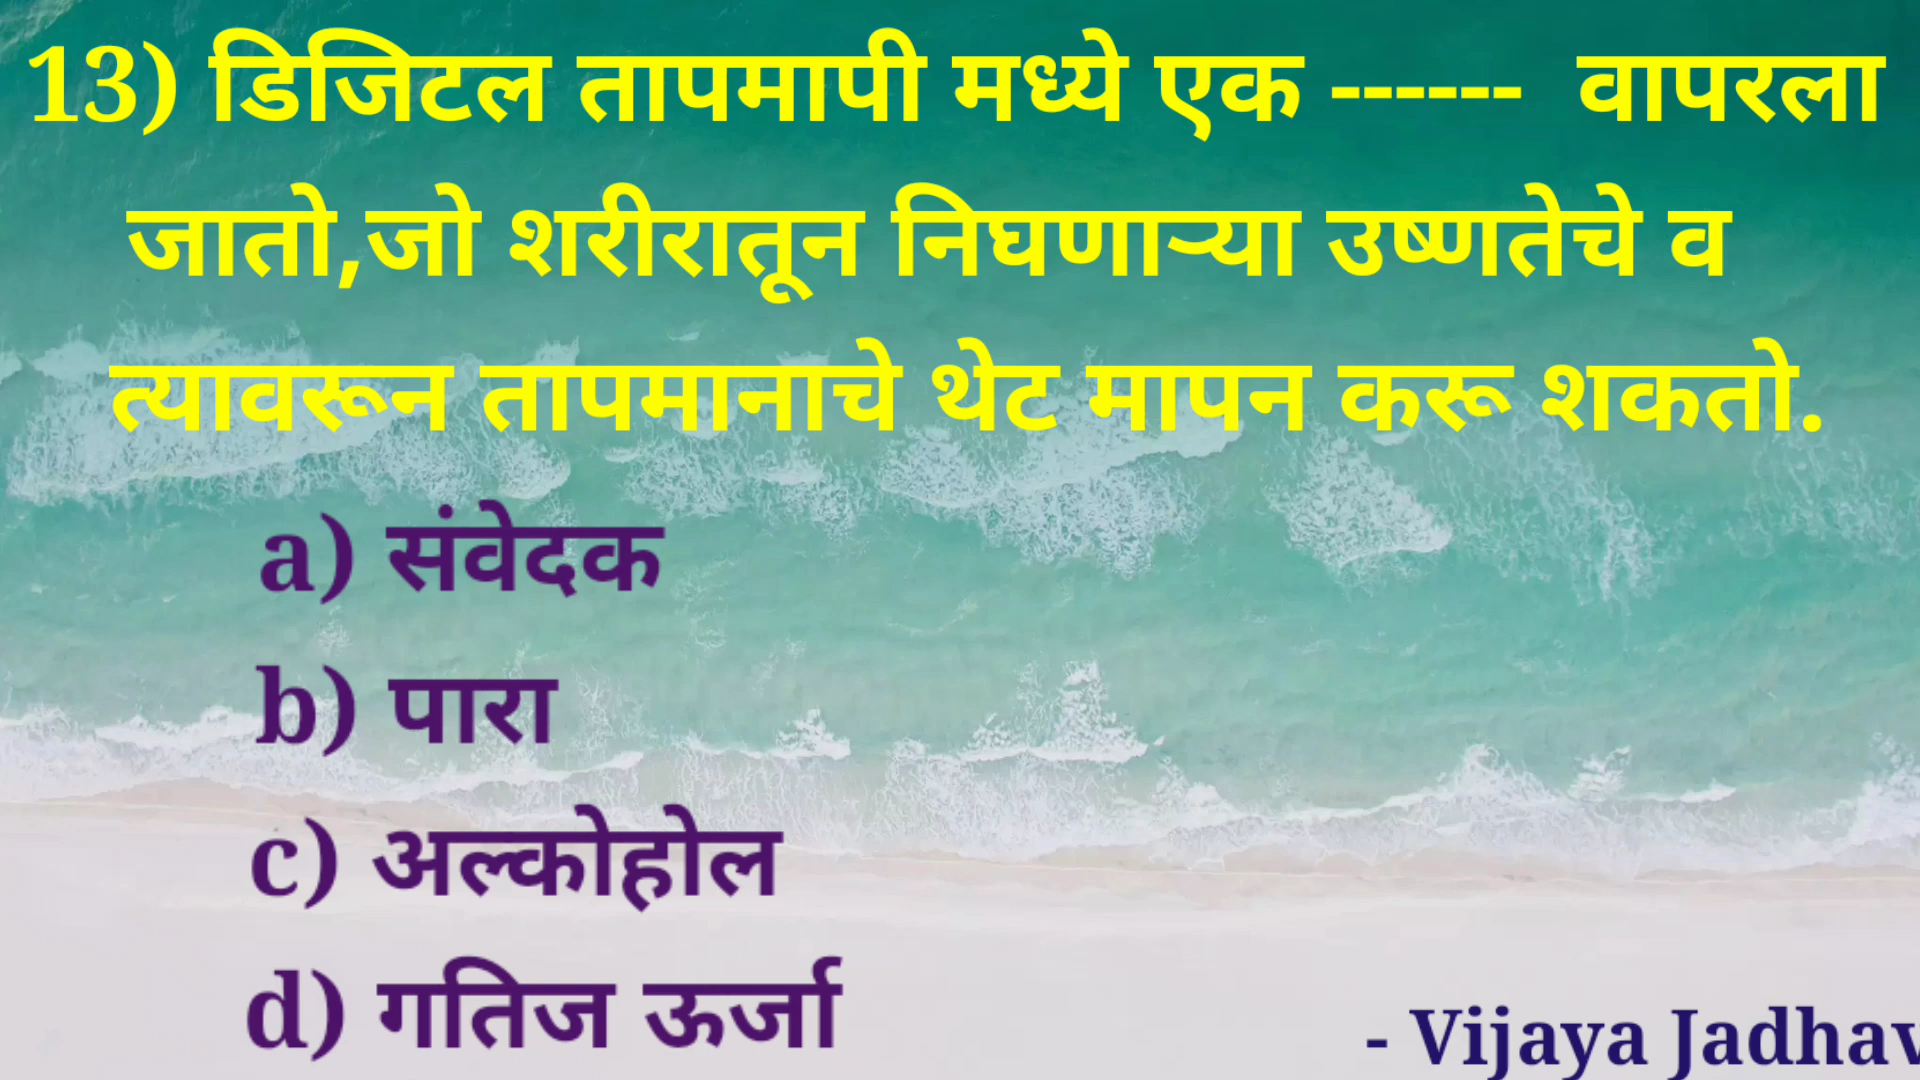 13) डिजिटल तापमापी मध्ये एक ------ वापरला
जातो,जो शरीरातून निघणाऱ्या उष्णतेचे व
त्यावरून तापमानाचे थेट मापन करू शकतो.
a) संवेदक
b) पारा
c) अल्कोहोल
d) गतिज ऊर्जा
- Vijaya Jadhav